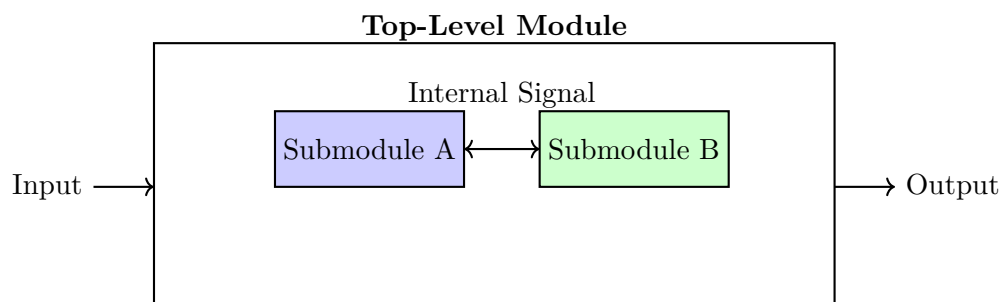 Top-Level Module
Internal Signal
Submodule A
Submodule B
Input
Output